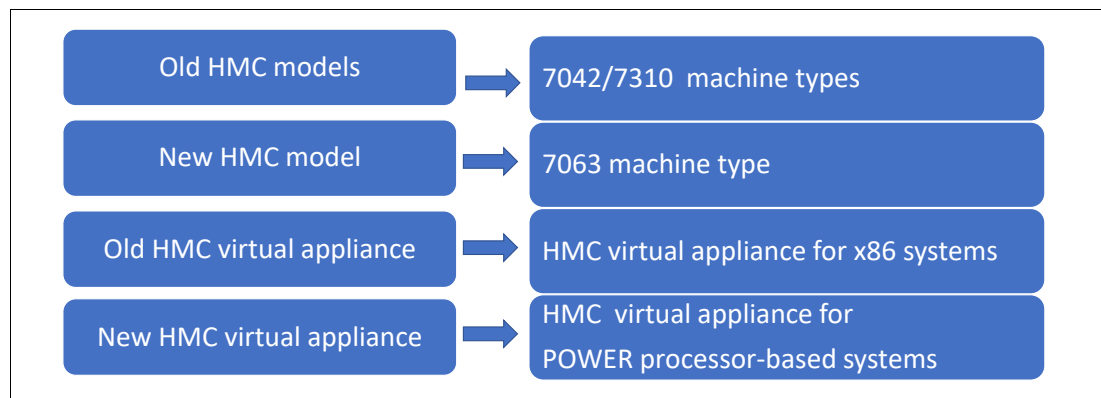 Old HMC models
7042/7310 machine types
New HMC model
7063 machine type
Old HMC virtual appliance
HMC virtual appliance for x86 systems
New HMC virtual appliance
HMC virtual appliance for
POWER processor-based systems